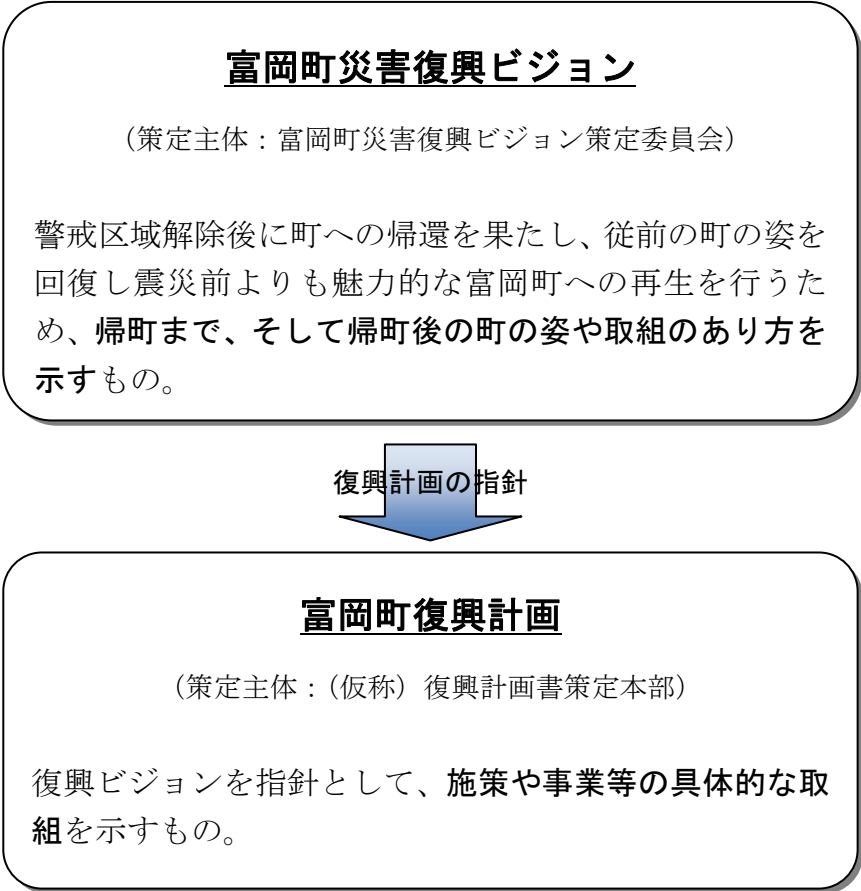 富岡町災害復興ビジョン
（策定主体：富岡町災害復興ビジョン策定委員会）
警戒区域解除後に町への帰還を果たし、従前の町の姿を
回復し震災前よりも魅力的な富岡町への再生を行うた
め、帰町まで、そして帰町後の町の姿や取組のあり方を
示すもの。
復興計画の指針
富岡町復興計画
（策定主体：（仮称）復興計画書策定本部）
復興ビジョンを指針として、施策や事業等の具体的な取
組を示すもの。